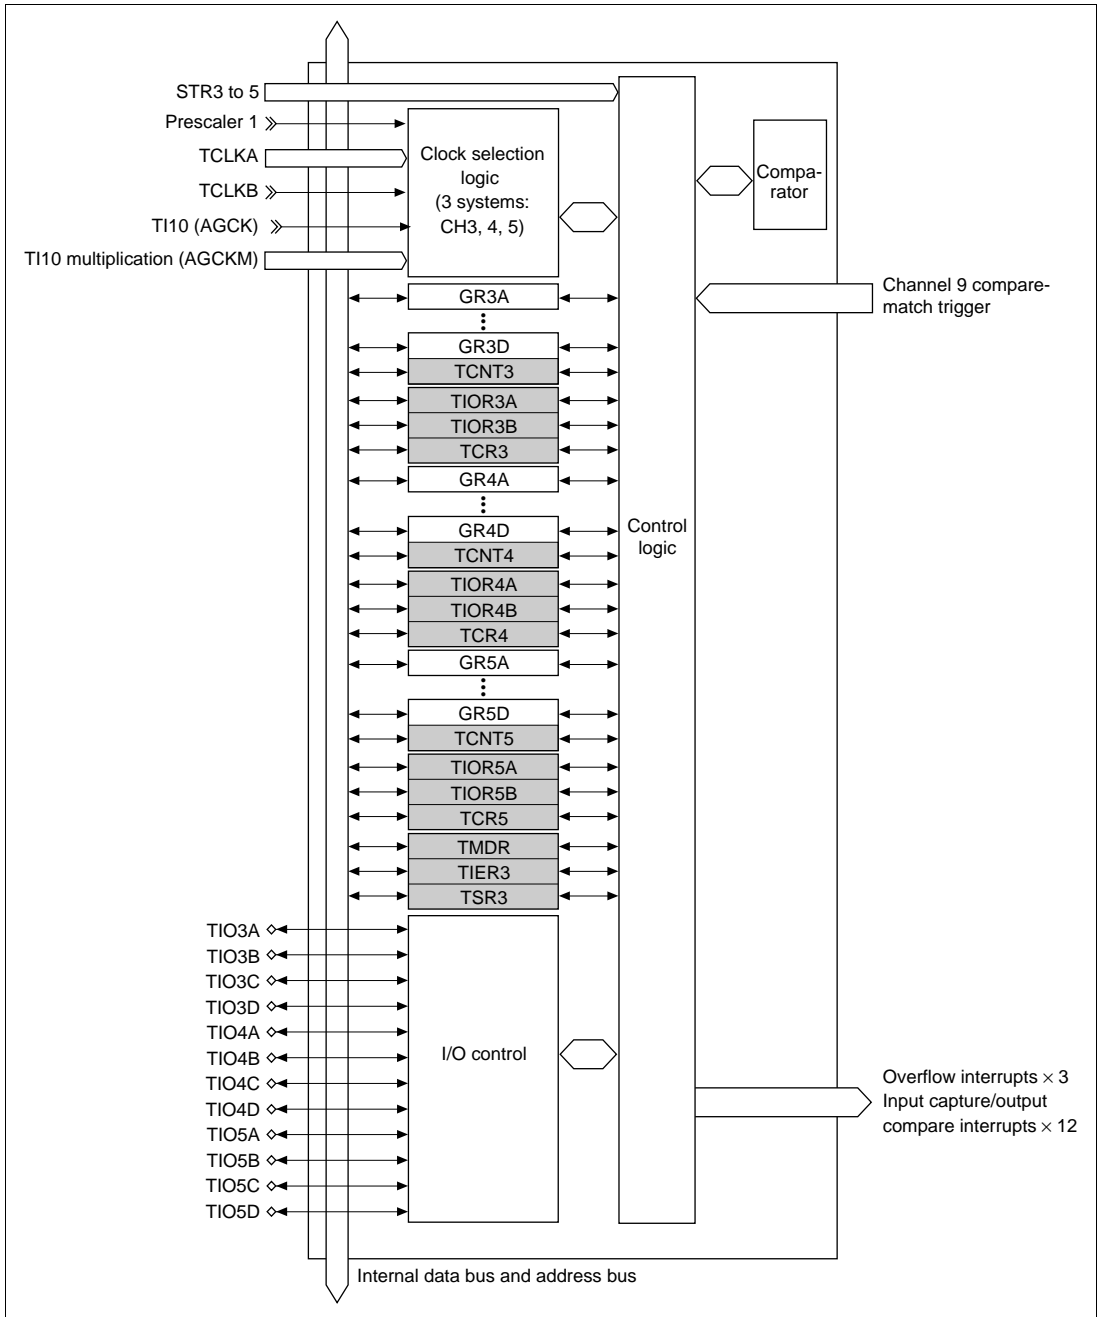 STR3 to 5
Prescaler 1
TCLKA
TCLKB
TI10 (AGCK)
TI10 multiplication (AGCKM)
Clock selection
logic
(3 systems:
CH3, 4, 5)
Compa-
rator
Channel 9 compare-
match trigger
GR3A
GR3D
TCNT3
TIOR3A
TIOR3B
TCR3
GR4A
GR4D
TCNT4
TIOR4A
TIOR4B
TCR4
GR5A
GR5D
TCNT5
TIOR5A
TIOR5B
TCR5
TMDR
TIER3
TSR3
Control
logic
TIO3A
TIO3B
TIO3C
TIO3D
TIO4A
TIO4B
TIO4C
TIO4D
TIO5A
TIO5B
TIO5C
TIO5D
I/O control
Overflow interrupts × 3
Input capture/output
compare interrupts × 12
Internal data bus and address bus